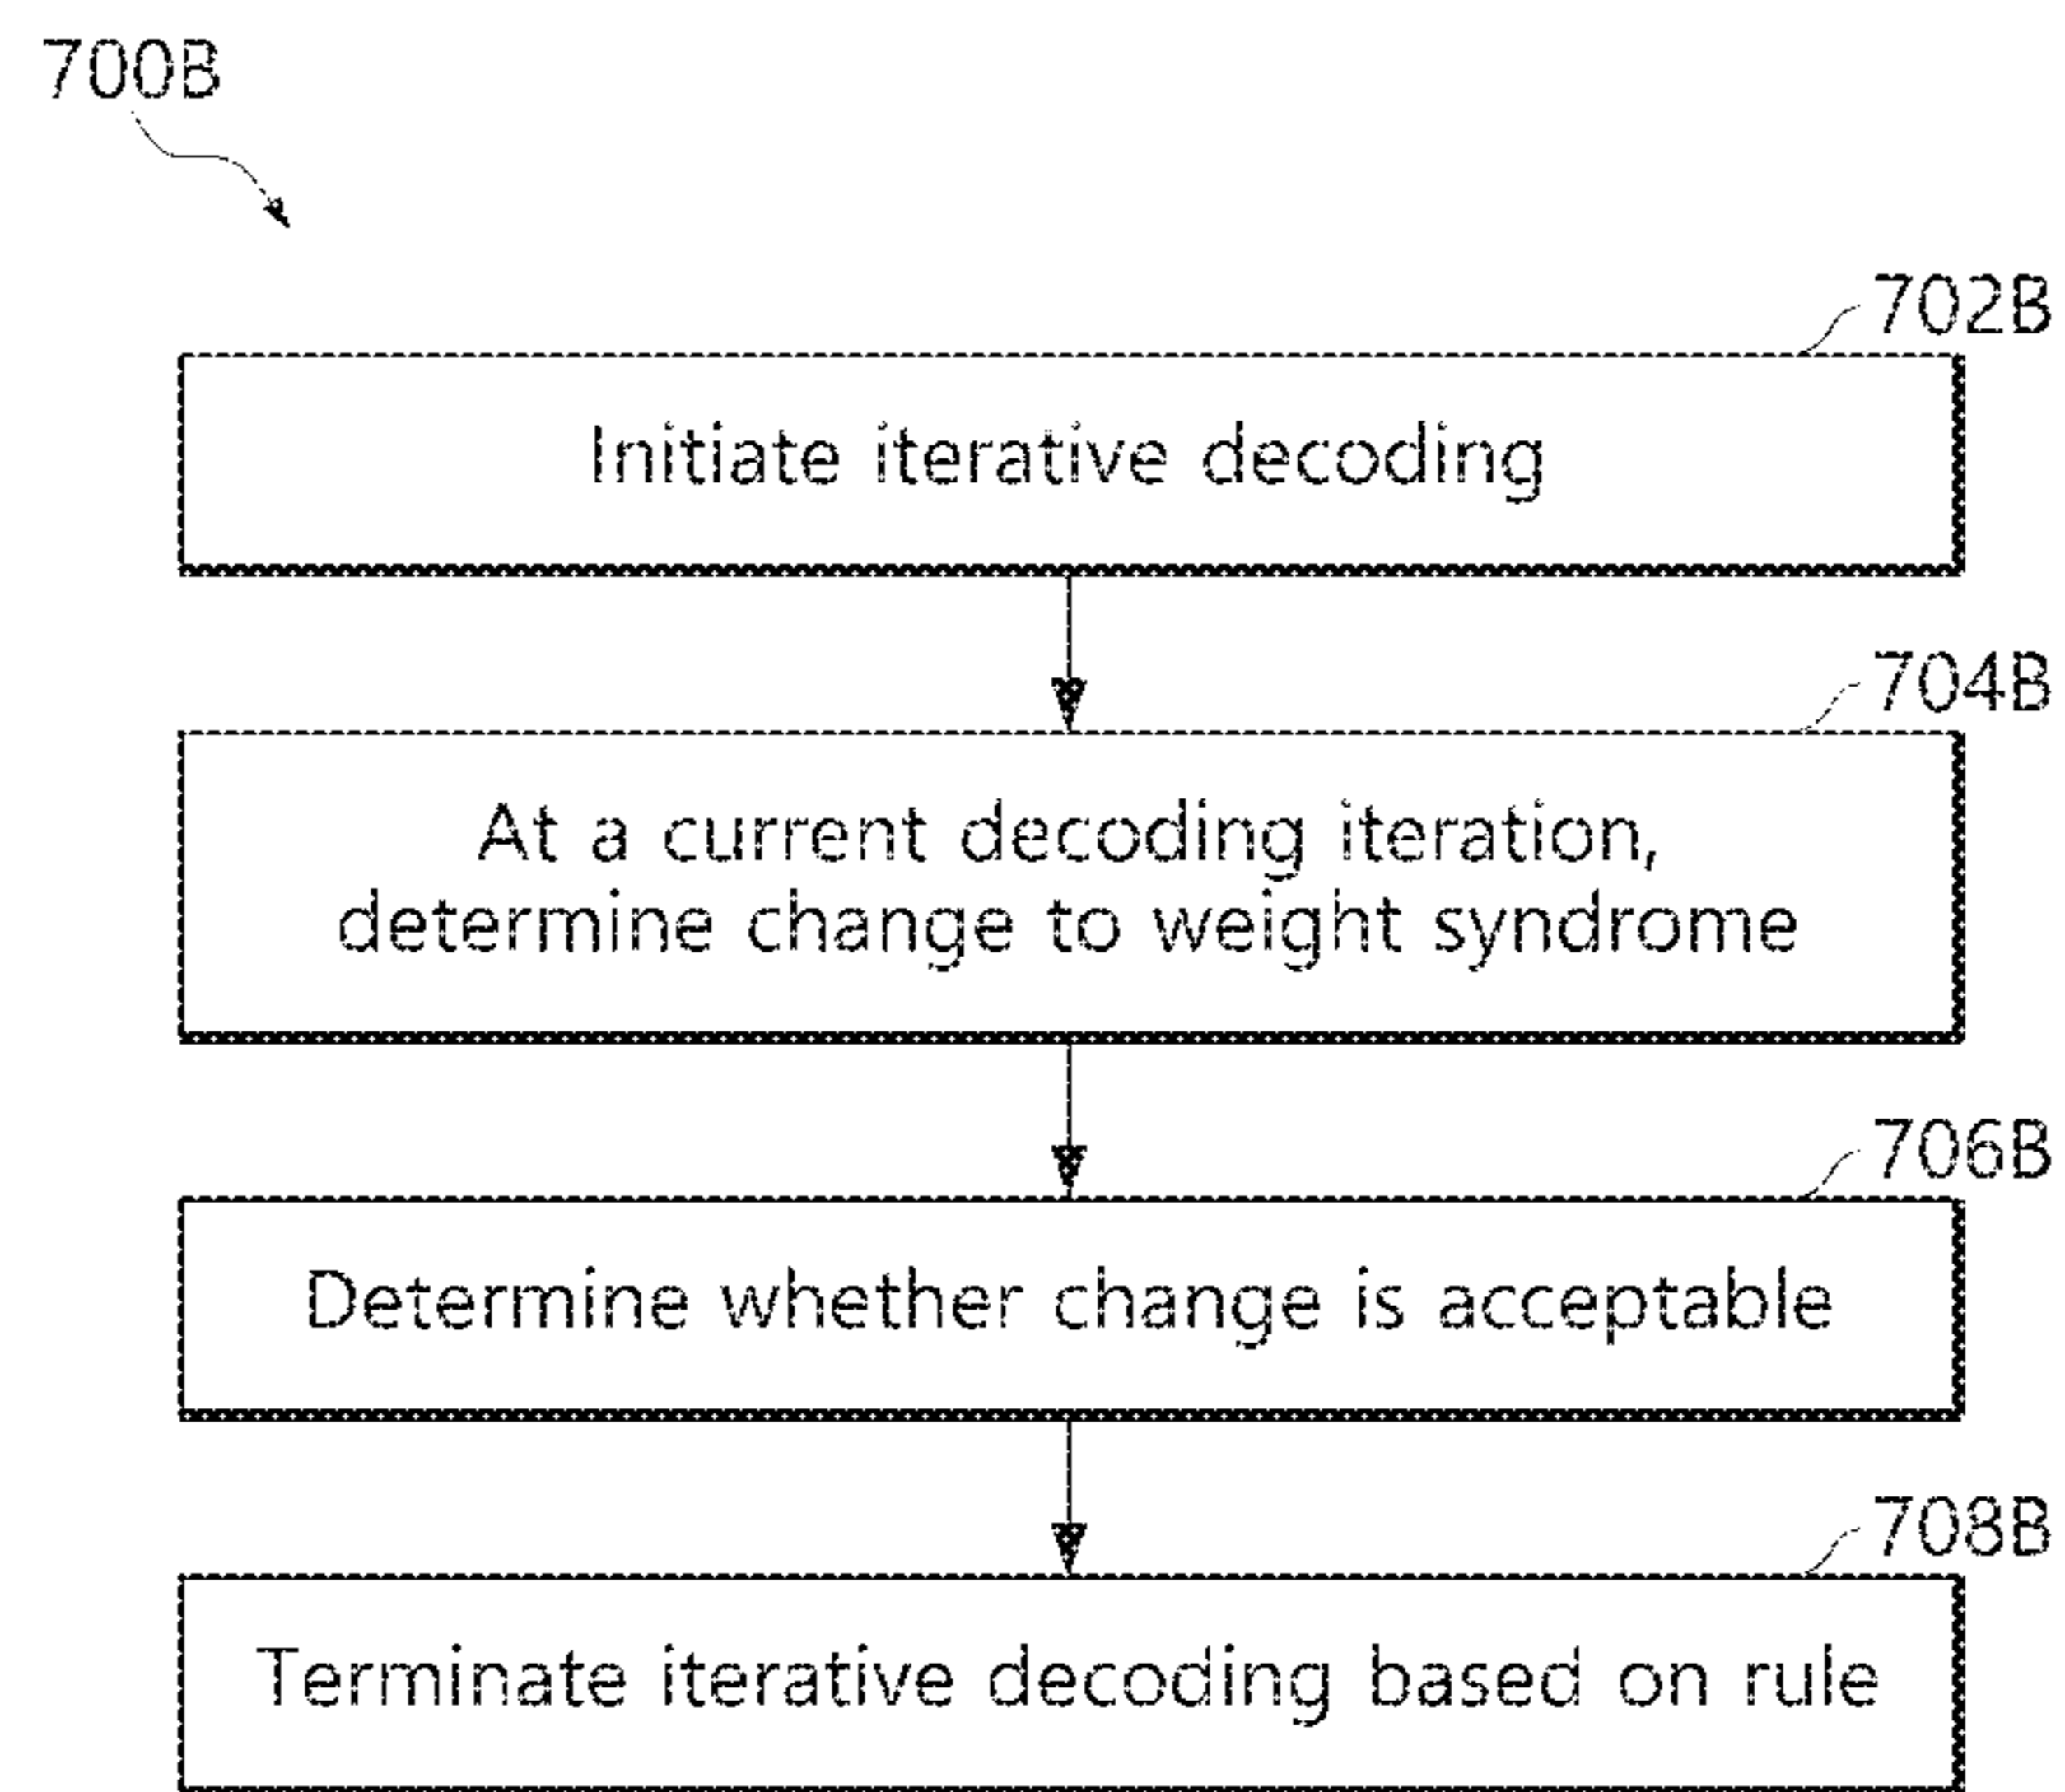 700B
702B
Initiate iterative decoding
704B
At a current decoding iteration,
determine change to weight syndrome
706B
Determine whether change is acceptable
708B
Terminate iterative decoding based on rule